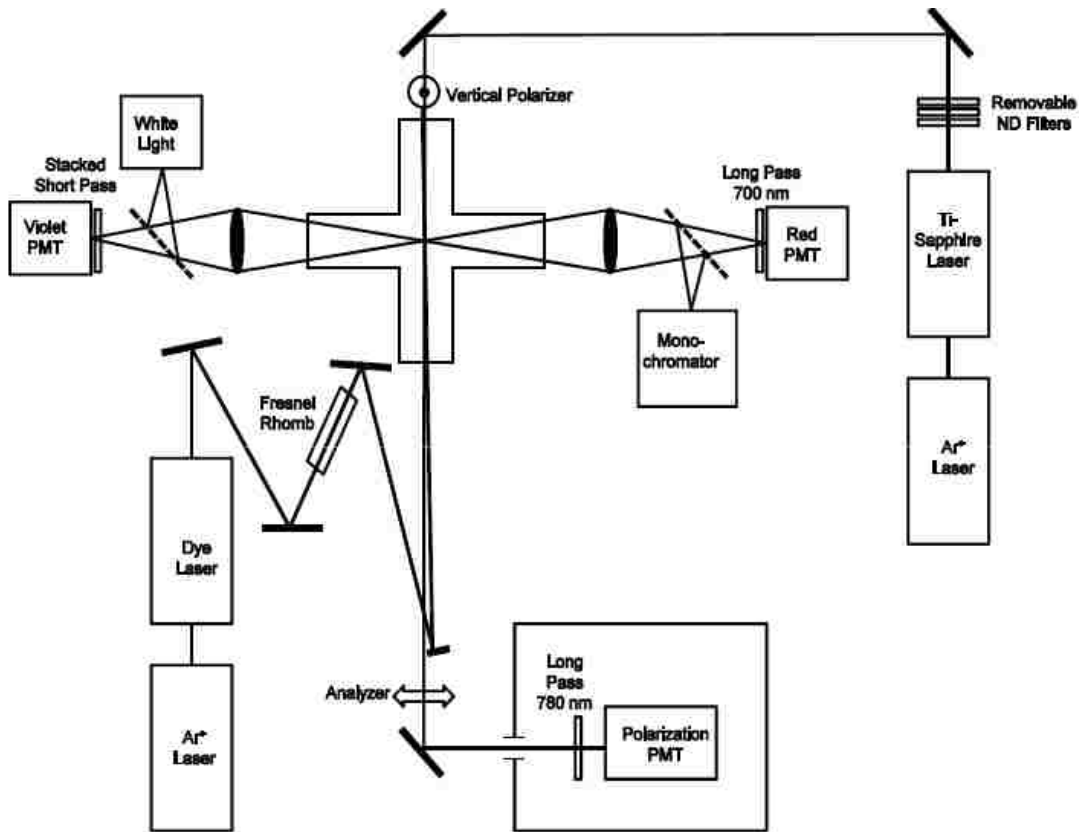 Vertical Polarizer
Removable
ND Filters
White
Light
Stacked
Short Pass
Violet
PMT
Long Pass
700 nm
Red
PMT
Ti-
Sapphire
Laser
Mono-
chromator
Fresnel
Rhomb
Ar+
Laser
Dye
Laser
Analyzer
Long
Pass
780 nm
Polarization
PMT
Ar+
Laser